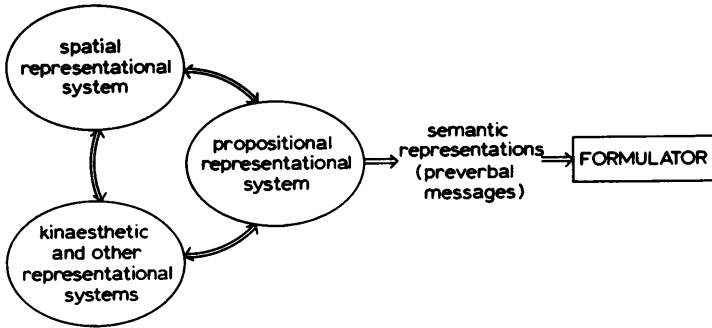 spatial
representational
system
propositional
representational
system
semantic
representations
(preverbal
messages)
FORMULATOR
kinaesthetic
and other
representational
systems